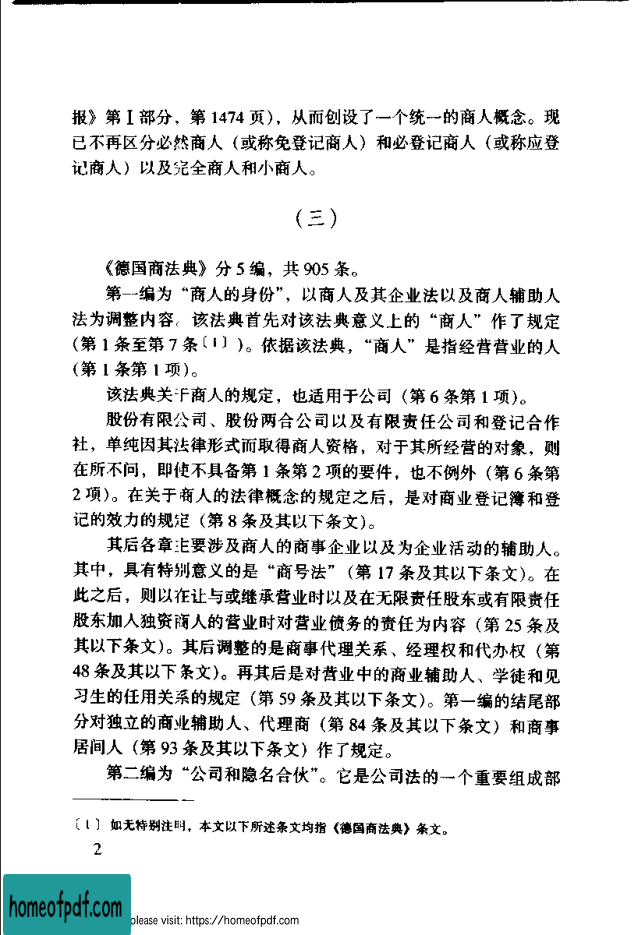 报》第Ⅰ部分，第1474页），从而创设了一个统一的商人概念。现
已不再区分必然商人（或称免登记商人）和必登记商人（或称应登
记商人）以及完全商人和小商人。
（三）
《德国商法典》分5编，共905条。
第一编为“商人的身份”，以商人及其企业法以及商人辅助人
法为调整内容。该法典首先对该法典意义上的“商人”作了规定
（第1条至第7条〔1〕）。依据该法典，“商人”是指经营营业的人
（第1条第1项）。
该法典关于商人的规定，也适用于公司（第6条第1项）。
股份有限公司、股份两合公司以及有限责任公司和登记合作
社，单纯因其法律形式而取得商人资格，对于其所经营的对象，则
在所不问，即使不具备第1条第2项的要件，也不例外（第6条第
2项）。在关于商人的法律概念的规定之后，是对商业登记簿和登
记的效力的规定（第8条及其以下条文）。
其后各章主要涉及商人的商事企业以及为企业活动的辅助人。
其中，具有特别意义的是“商号法”（第17条及其以下条文）。在
此之后，则以在让与或继承营业时以及在无限责任股东或有限责任
股东加入独资商人的营业时对营业债务的责任为内容（第25条及
其以下条文）。其后调整的是商事代理关系、经理权和代办权（第
48条及其以下条文）。再其后是对营业中的商业辅助人、学徒和见
习生的任用关系的规定（第59条及其以下条文）。第一编的结尾部
分对独立的商业辅助人、代理商（第84条及其以下条文）和商事
居间人（第93条及其以下条文）作了规定。
第二编为“公司和隐名合伙”。它是公司法的一个重要组成部
〔1〕如无特别注明，本文以下所述条文均指《德国商法典》条文。
2
homeofpdf.com
please visit: https://homeofpdf.com